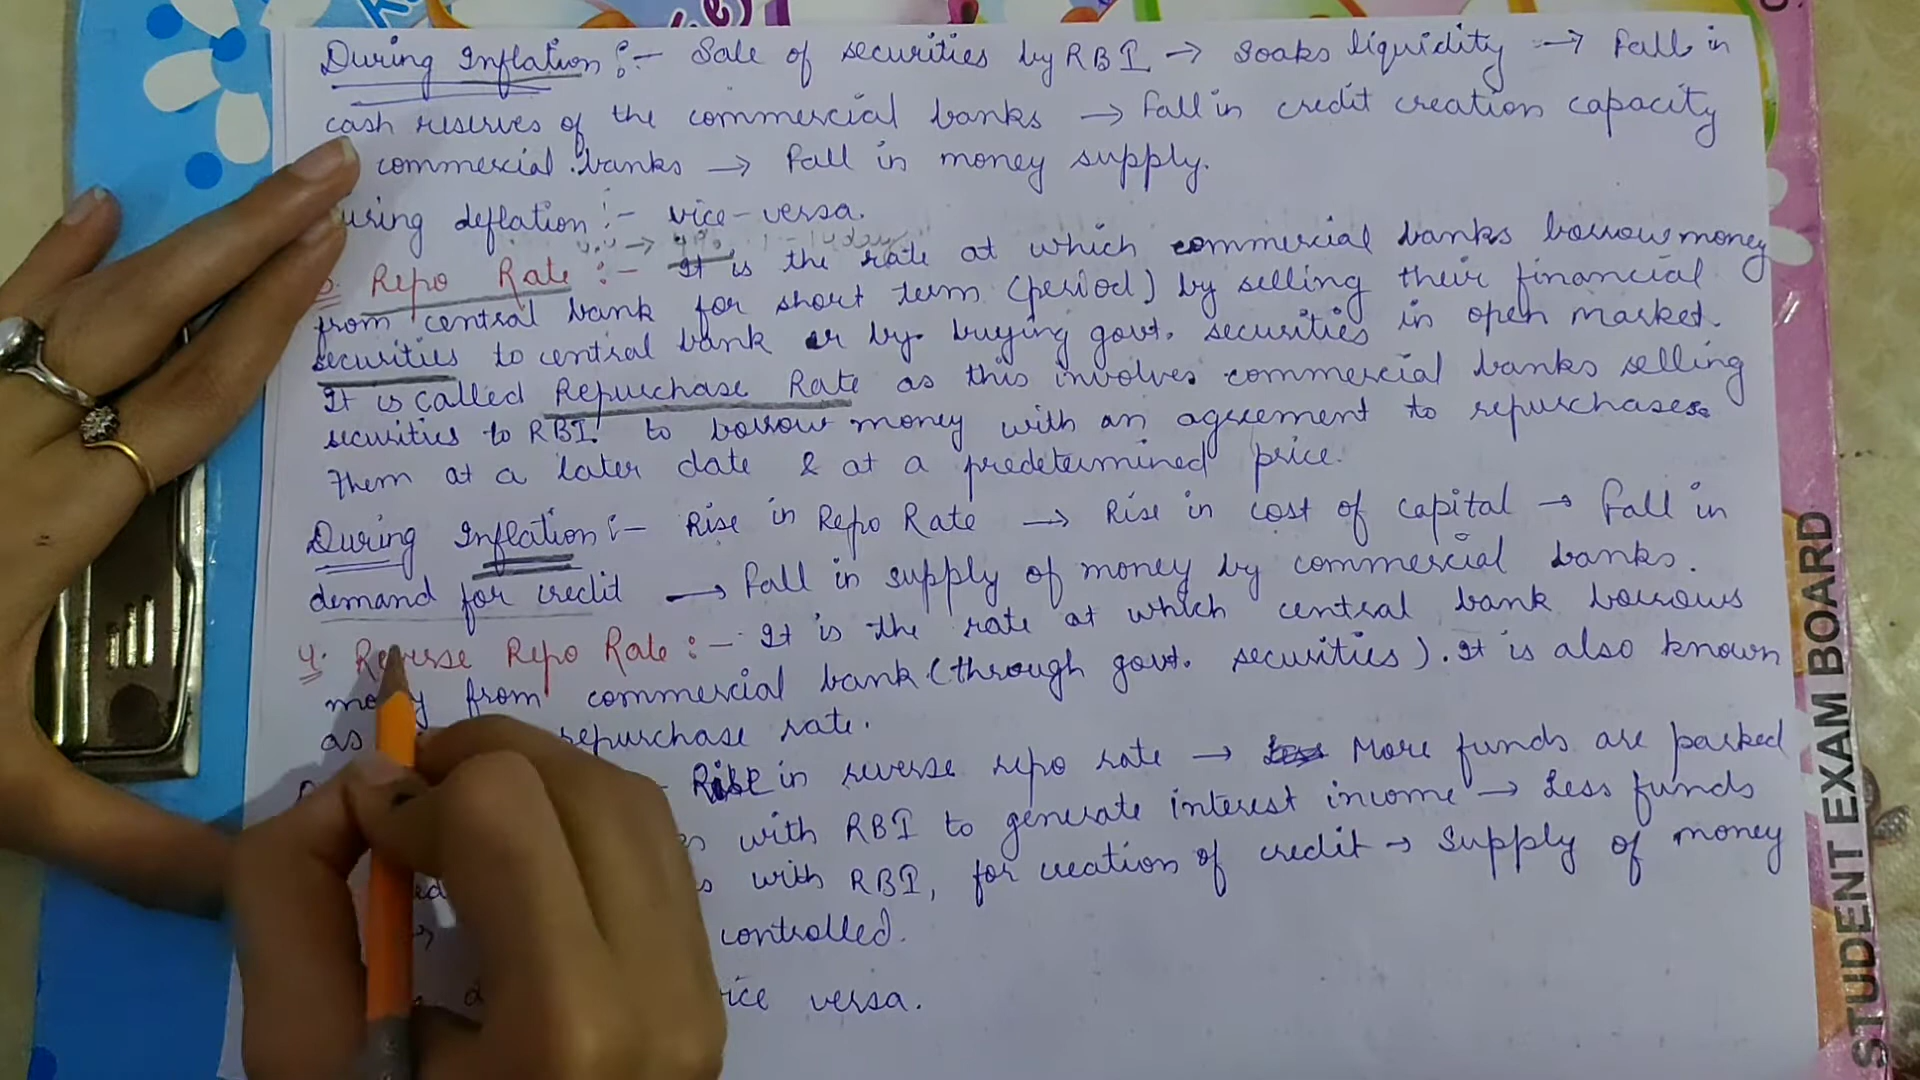 During Inflation :- Sale of securities by RBI → Soaks liquidity → Fall in
cash reserves of the commercial banks → Fall in credit creation capacity
commercial banks → Fall in money supply.
uring deflation :- vice-versa.
Repo Rate :- It is the rate at which commercial banks borrow money
from central bank for short term (period) by selling their financial
securities to central bank or by buying govt. securities in open market.
It is called Repurchase Rate as this involves commercial banks selling
securities to RBI to borrow money with an agreement to repurchase
them at a later date & at a predetermined price.
During Inflation :- Rise in Repo Rate → Rise in cost of capital → Fall in
demand for credit → Fall in supply of money by commercial banks.
4. Reverse Repo Rate :- It is the rate at which central bank borrows
from commercial bank (through govt. securities). It is also known
as repurchase rate.
Rise in reverse repo rate → More funds are parked
with RBI to generate interest income → Less funds
with RBI, for creation of credit → Supply of money
controlled.
vice versa.
STUDENT EXAM BOARD